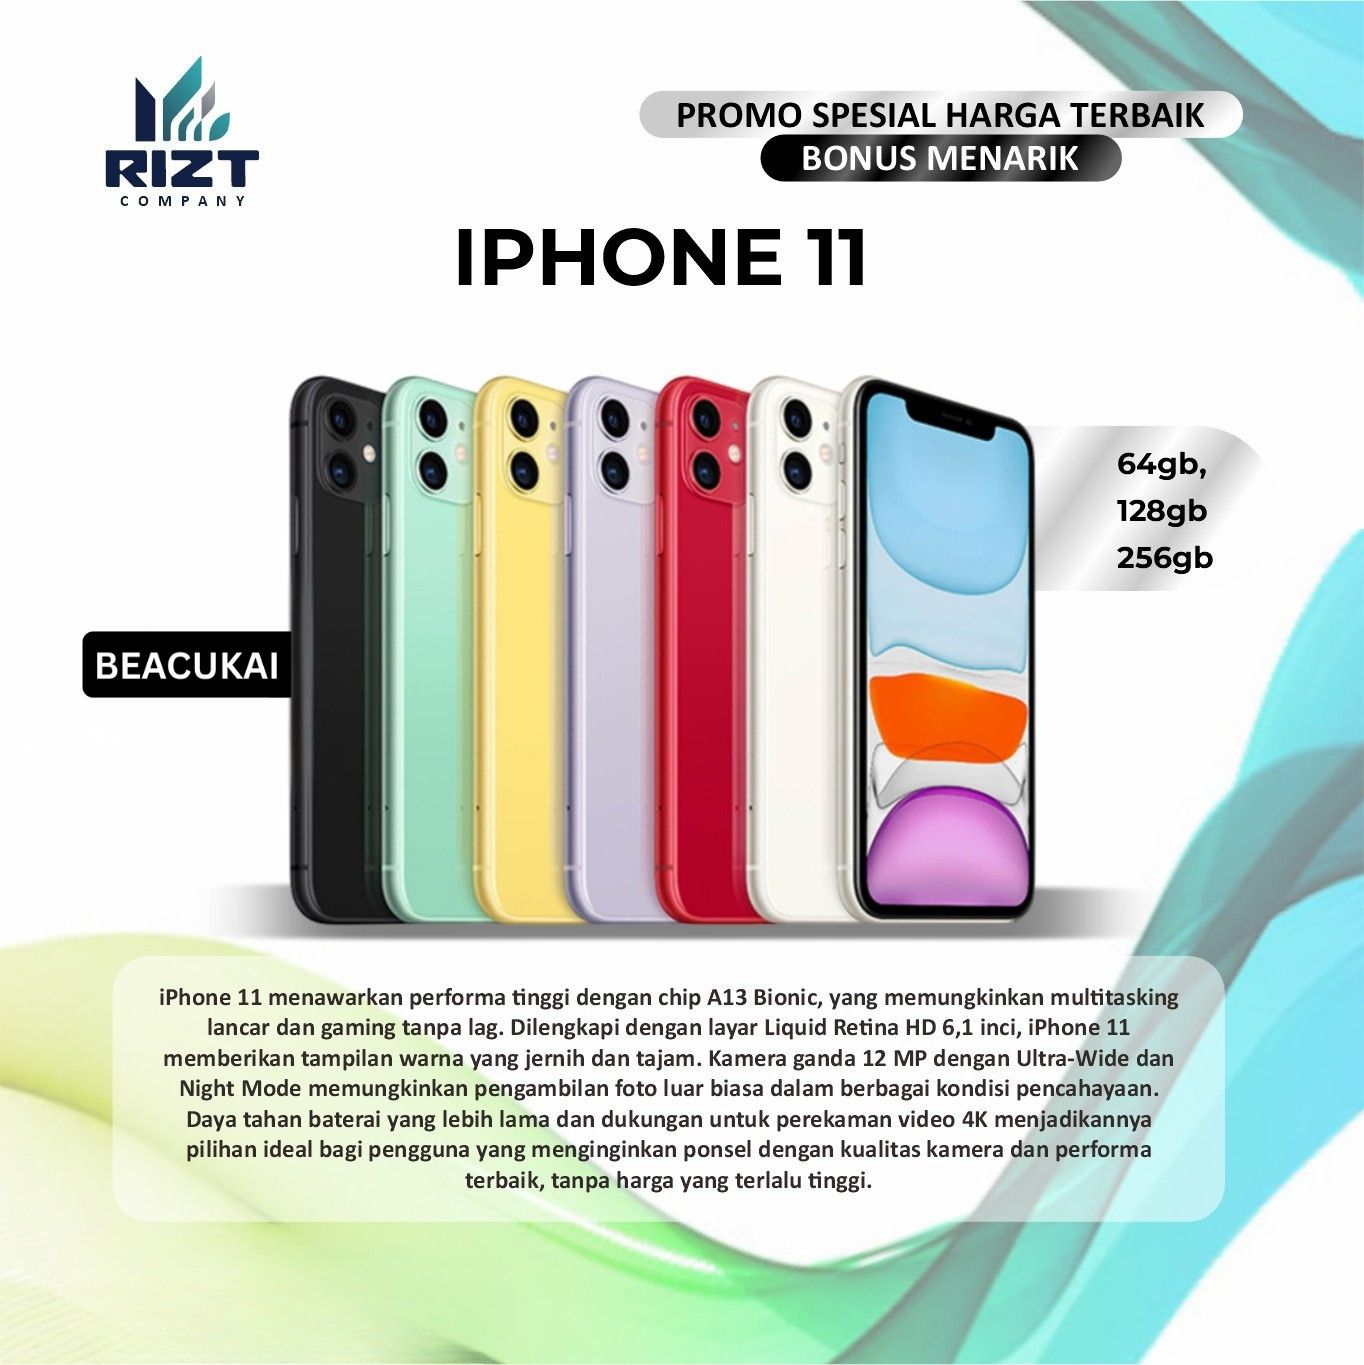 RIZT
COMPANY
PROMO SPESIAL HARGA TERBAIK
BONUS MENARIK
IPHONE 11
64gb,
128gb
256gb
BEACUKAI
iPhone 11 menawarkan performa tinggi dengan chip A13 Bionic, yang memungkinkan multitasking
lancar dan gaming tanpa lag. Dilengkapi dengan layar Liquid Retina HD 6,1 inci, iPhone 11
memberikan tampilan warna yang jernih dan tajam. Kamera ganda 12 MP dengan Ultra-Wide dan
Night Mode memungkinkan pengambilan foto luar biasa dalam berbagai kondisi pencahayaan.
Daya tahan baterai yang lebih lama dan dukungan untuk perekaman video 4K menjadikannya
pilihan ideal bagi pengguna yang menginginkan ponsel dengan kualitas kamera dan performa
terbaik, tanpa harga yang terlalu tinggi.